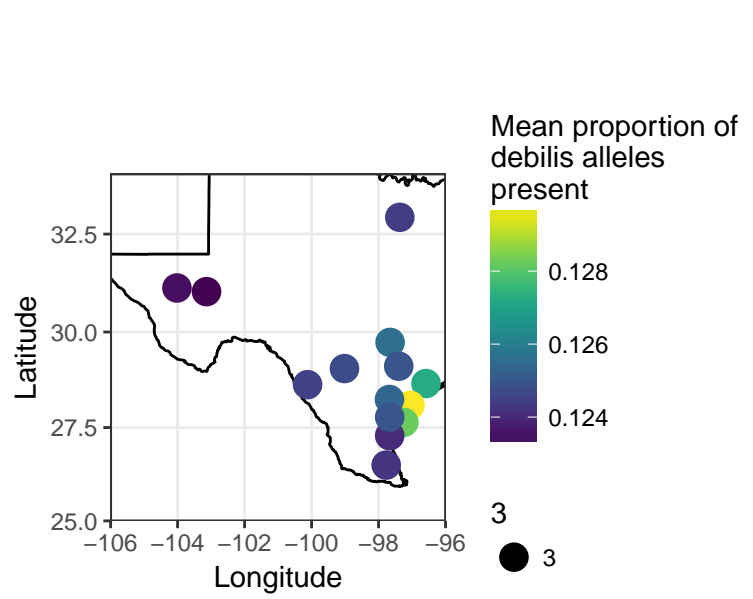 Mean proportion of
debilis alleles
present
0.128
0.126
0.124
3
3
Latitude
32.5
30.0
27.5
25.0
−106 −104 −102 −100 −98 −96
Longitude